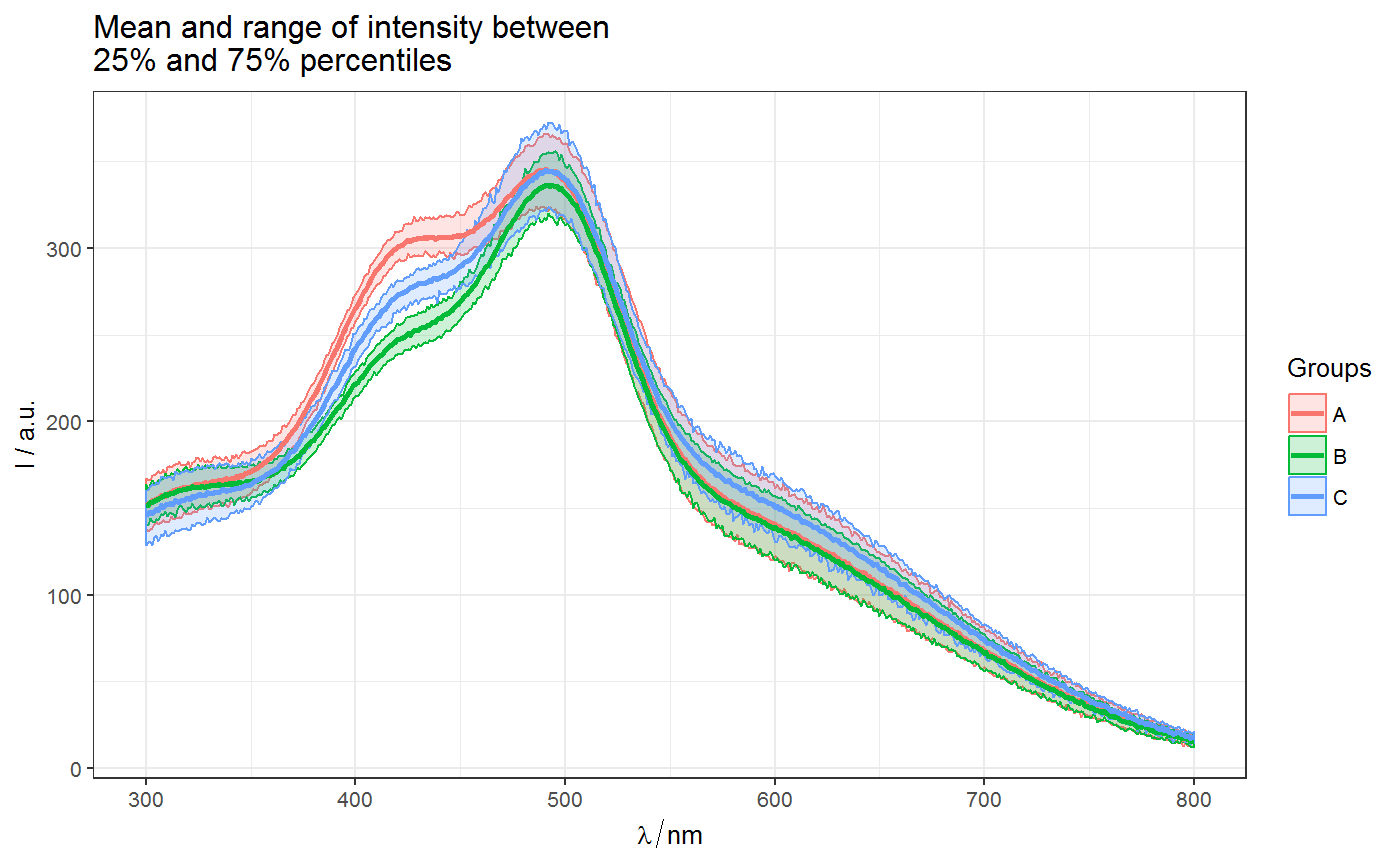 Mean and range of intensity between
25% and 75% percentiles
I / a.u.
300
200
100
0
300 400 500 600 700 800
λ/nm
Groups
A
B
C